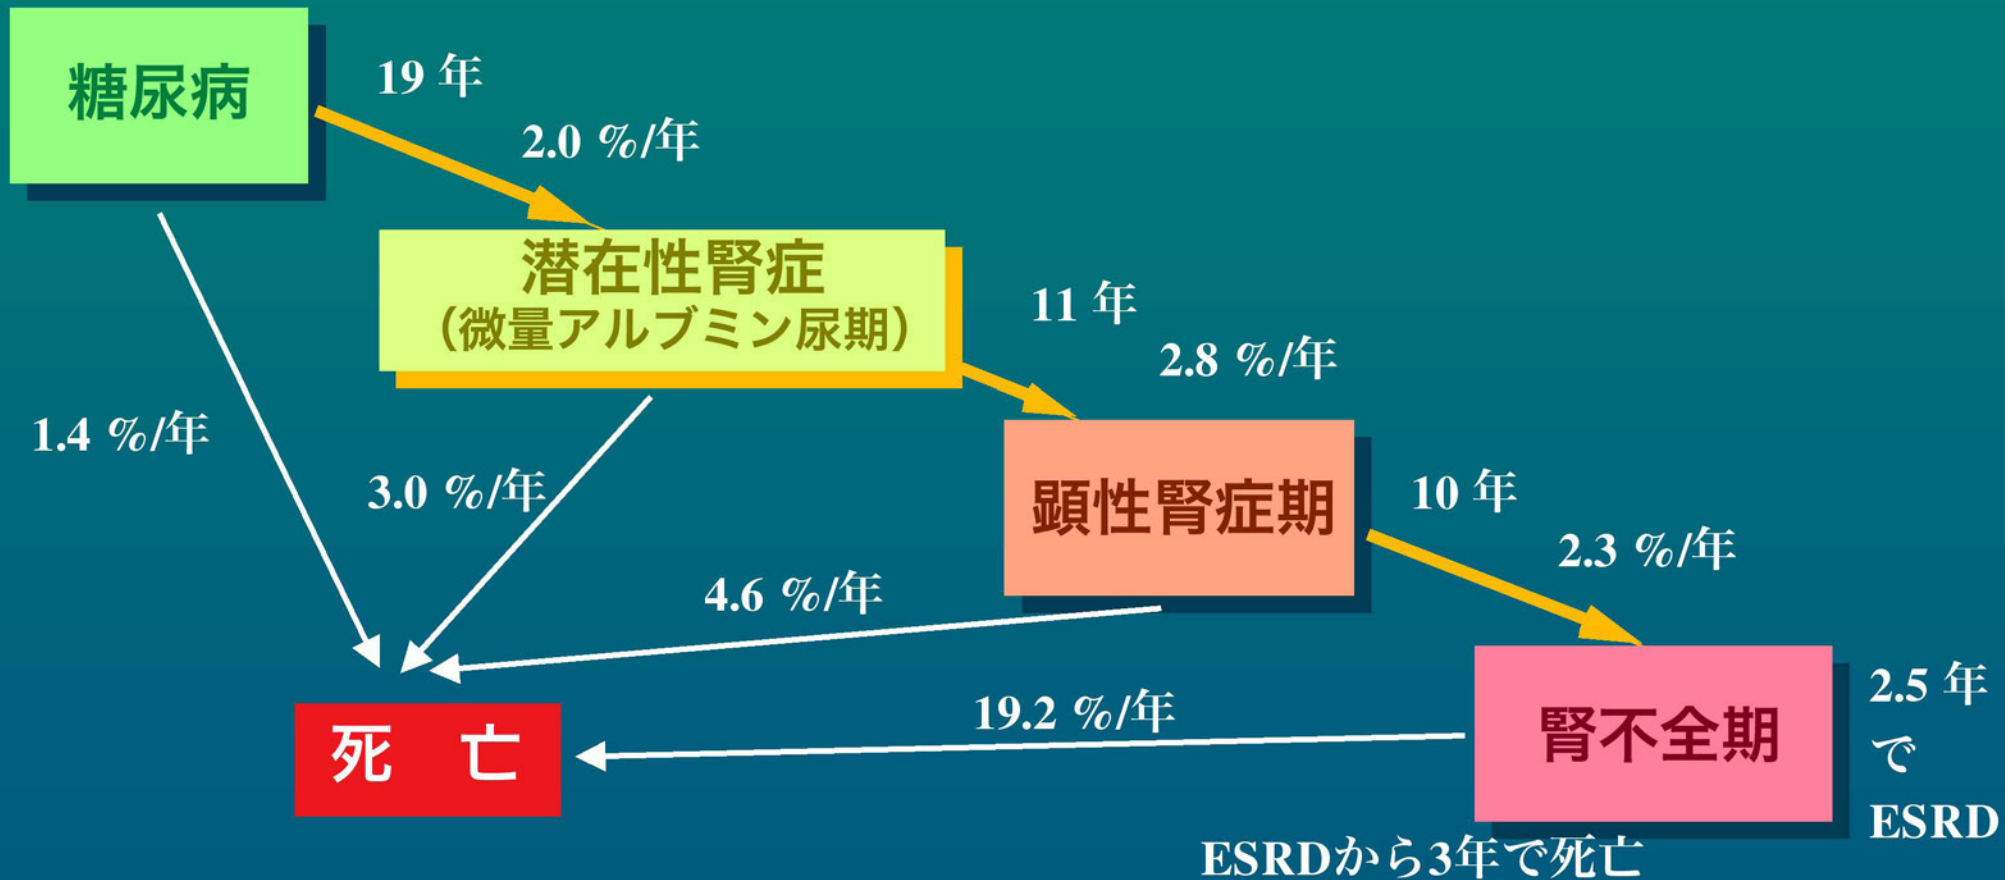 糖尿病
19 年
2.0 %/年
潜在性腎症
（微量アルブミン尿期）
11 年
2.8 %/年
1.4 %/年
3.0 %/年
顕性腎症期
10 年
2.3 %/年
4.6 %/年
19.2 %/年
死　亡
腎不全期
2.5 年
で
ESRD
ESRDから3年で死亡